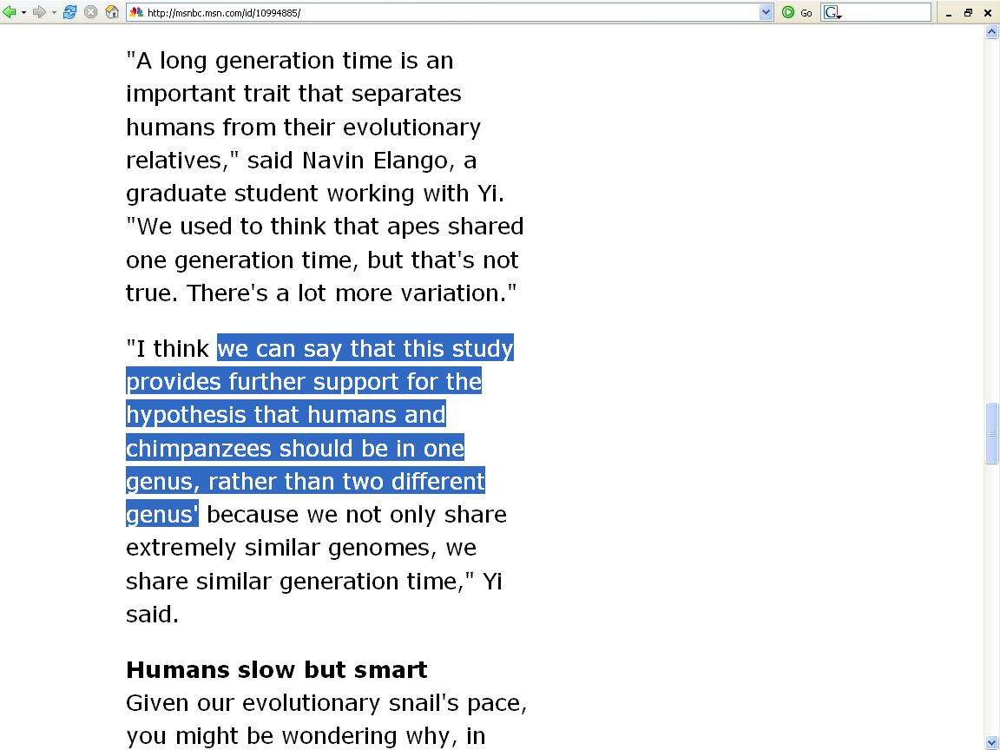 http://msnbc.msn.com/id/10994885/
Go
G
"A long generation time is an
important trait that separates
humans from their evolutionary
relatives," said Navin Elango, a
graduate student working with Yi.
"We used to think that apes shared
one generation time, but that's not
true. There's a lot more variation."
"I think we can say that this study
provides further support for the
hypothesis that humans and
chimpanzees should be in one
genus, rather than two different
genus' because we not only share
extremely similar genomes, we
share similar generation time," Yi
said.
Humans slow but smart
Given our evolutionary snail's pace,
you might be wondering why, in